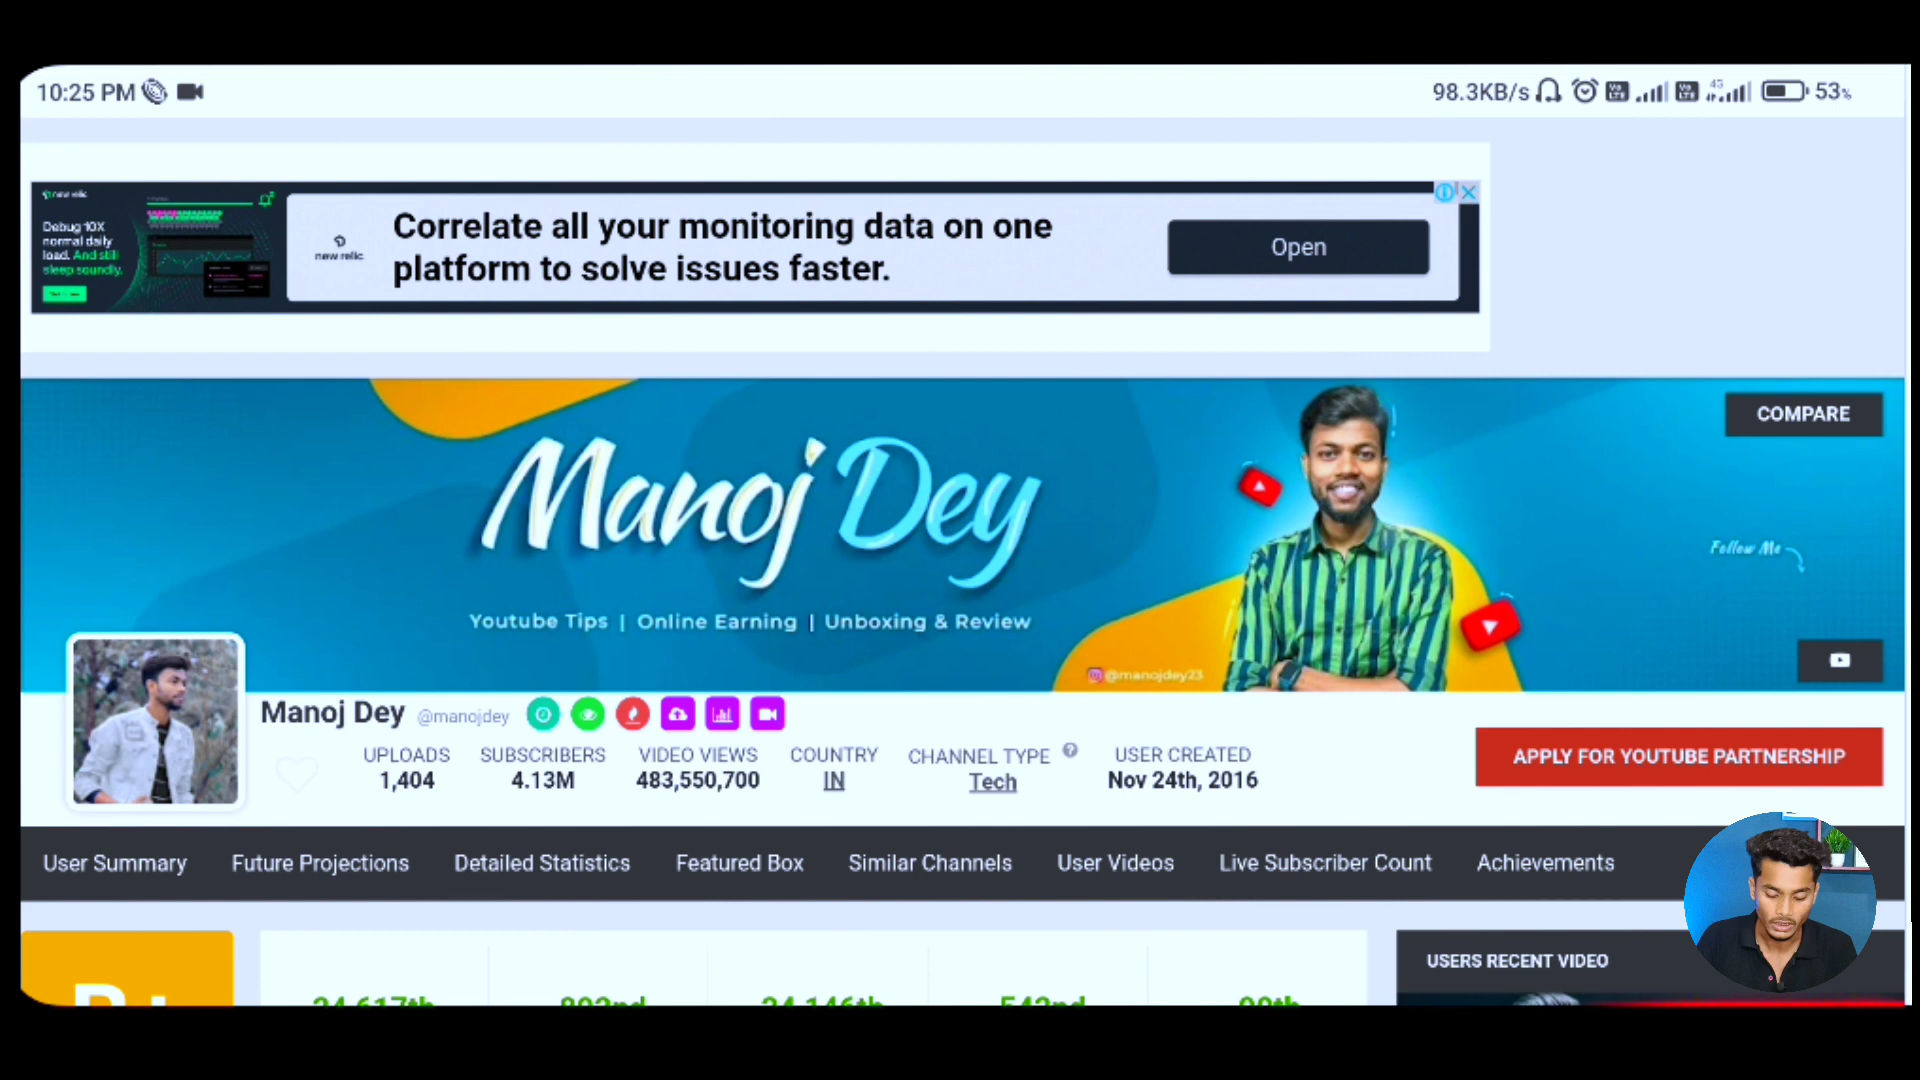 10:25 PM
98.3KB/s
4G
53%
new relic
Debug 10X
normal daily
load. And still
sleep soundly.
new relic
Correlate all your monitoring data on one
platform to solve issues faster.
Open
COMPARE
Manoj Dey
Follow Me
Youtube Tips | Online Earning | Unboxing & Review
@manojdey23
Manoj Dey @manojdey
UPLOADS SUBSCRIBERS VIDEO VIEWS COUNTRY CHANNEL TYPE USER CREATED
1,404 4.13M 483,550,700 IN Tech Nov 24th, 2016
APPLY FOR YOUTUBE PARTNERSHIP
User Summary Future Projections Detailed Statistics Featured Box Similar Channels User Videos Live Subscriber Count Achievements
USERS RECENT VIDEO